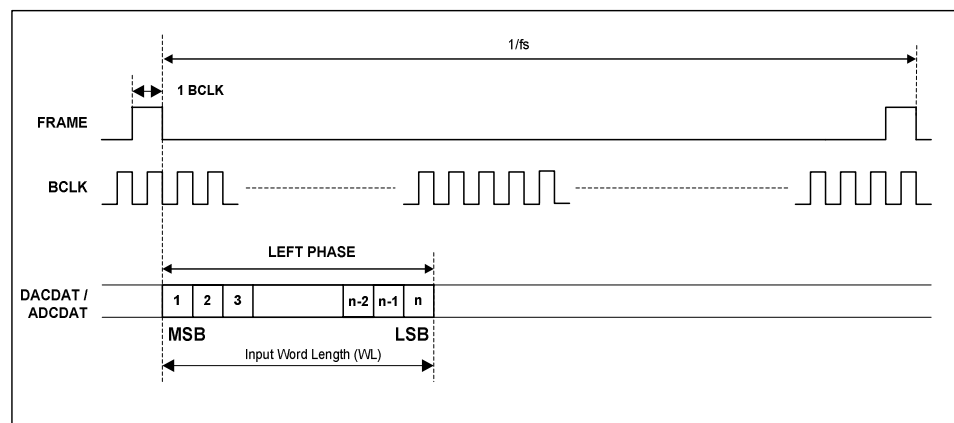 1/fs
1 BCLK
FRAME
BCLK
LEFT PHASE
DACDAT /
ADCDAT
1 2 3 n-2 n-1 n
MSB LSB
Input Word Length (WL)